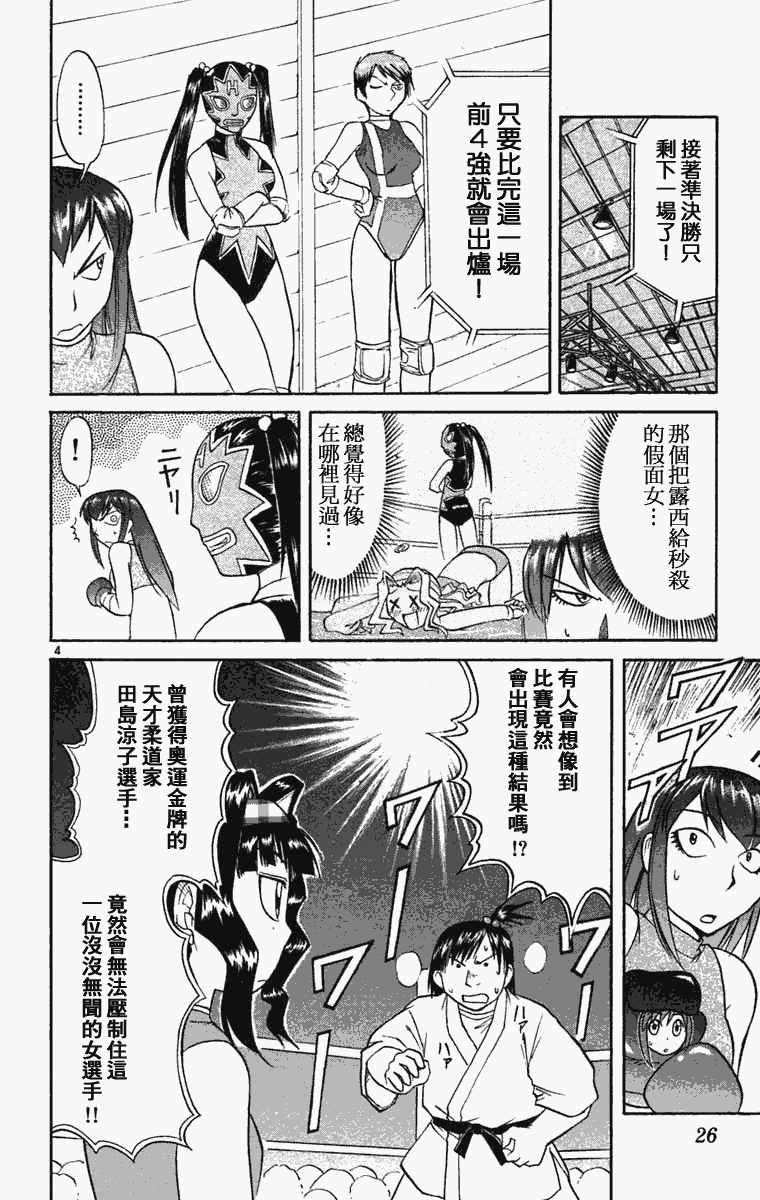 接著準決勝只
剩下一場了！
只要比完這一場
前4強就會出爐！
H
………
那個把露西給秒殺
的假面女…
總覺得好像
在哪裡見過…
ニヤリ
！
4
ワアアー
有人會想像到
比賽竟然
會出現這種結果嗎！？
曾獲得奧運金牌的
天才柔道家
田島涼子選手…
竟然會無法壓制住這
一位沒沒無聞的女選手！！
ワー
ワー
ハァ
ハァ
26